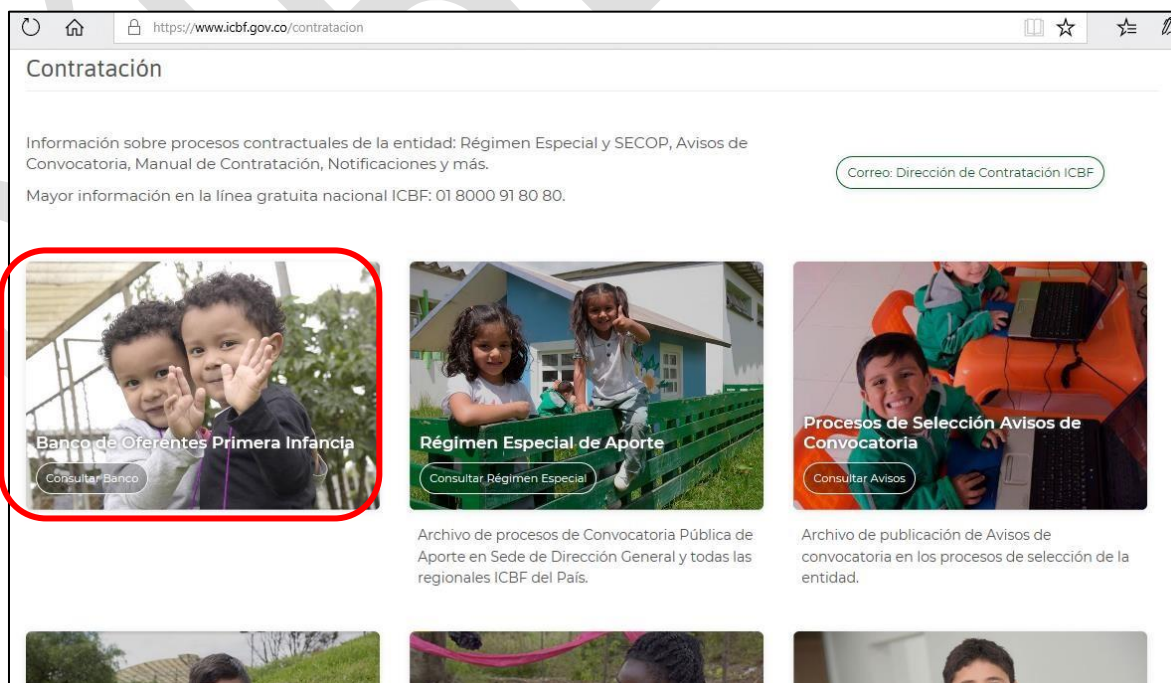 https://www.icbf.gov.co/contratacion
Contratación
Información sobre procesos contractuales de la entidad: Régimen Especial y SECOP, Avisos de
Convocatoria, Manual de Contratación, Notificaciones y más.
Mayor información en la línea gratuita nacional ICBF: 01 8000 91 80 80.
Correo: Dirección de Contratación ICBF
Banco de Oferentes Primera Infancia
Consultar Banco
Régimen Especial de Aporte
Consultar Régimen Especial
Archivo de procesos de Convocatoria Pública de
Aporte en Sede de Dirección General y todas las
regionales ICBF del País.
Procesos de Selección Avisos de
Convocatoria
Consultar Avisos
Archivo de publicación de Avisos de
convocatoria en los procesos de selección de la
entidad.